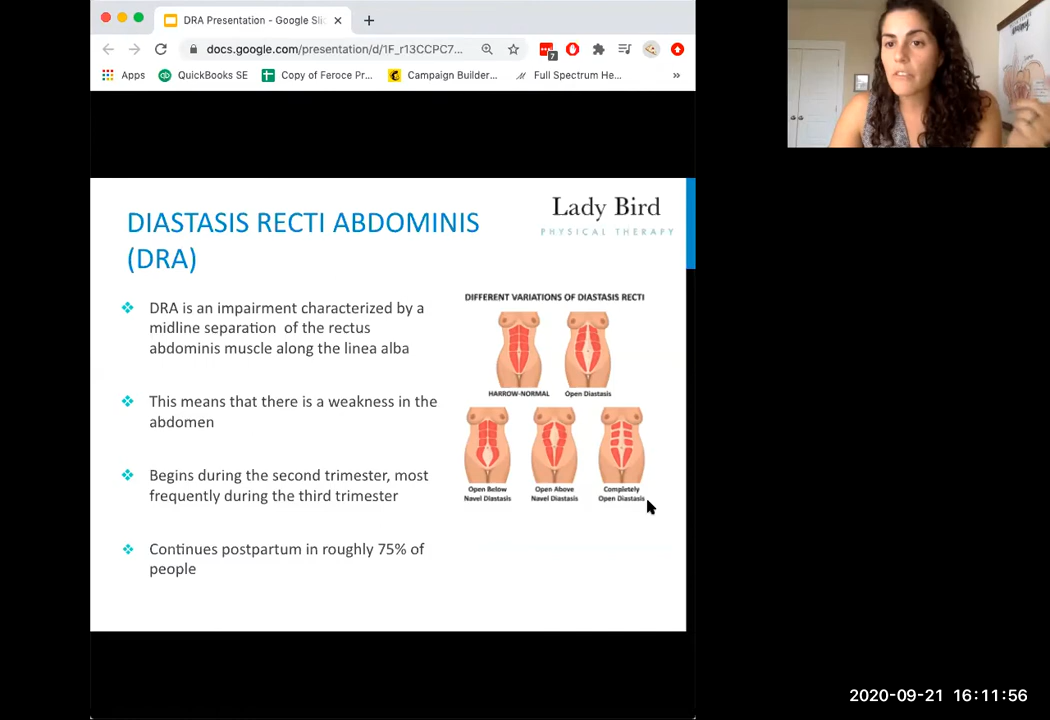 DRA Presentation - Google Sli
docs.google.com/presentation/d/1F_r13CCPC7...
7
Apps
QuickBooks SE
Copy of Feroce Pr...
Campaign Builder...
Full Spectrum He...
»
DIASTASIS RECTI ABDOMINIS
(DRA)
Lady Bird
PHYSICAL THERAPY
❖ DRA is an impairment characterized by a
midline separation of the rectus
abdominis muscle along the linea alba
❖ This means that there is a weakness in the
abdomen
❖ Begins during the second trimester, most
frequently during the third trimester
❖ Continues postpartum in roughly 75% of
people
DIFFERENT VARIATIONS OF DIASTASIS RECTI
HARROW-NORMAL
Open Diastasis
Open Below
Navel Diastasis
Open Above
Navel Diastasis
Completely
Open Diastasis
2020-09-21 16:11:56